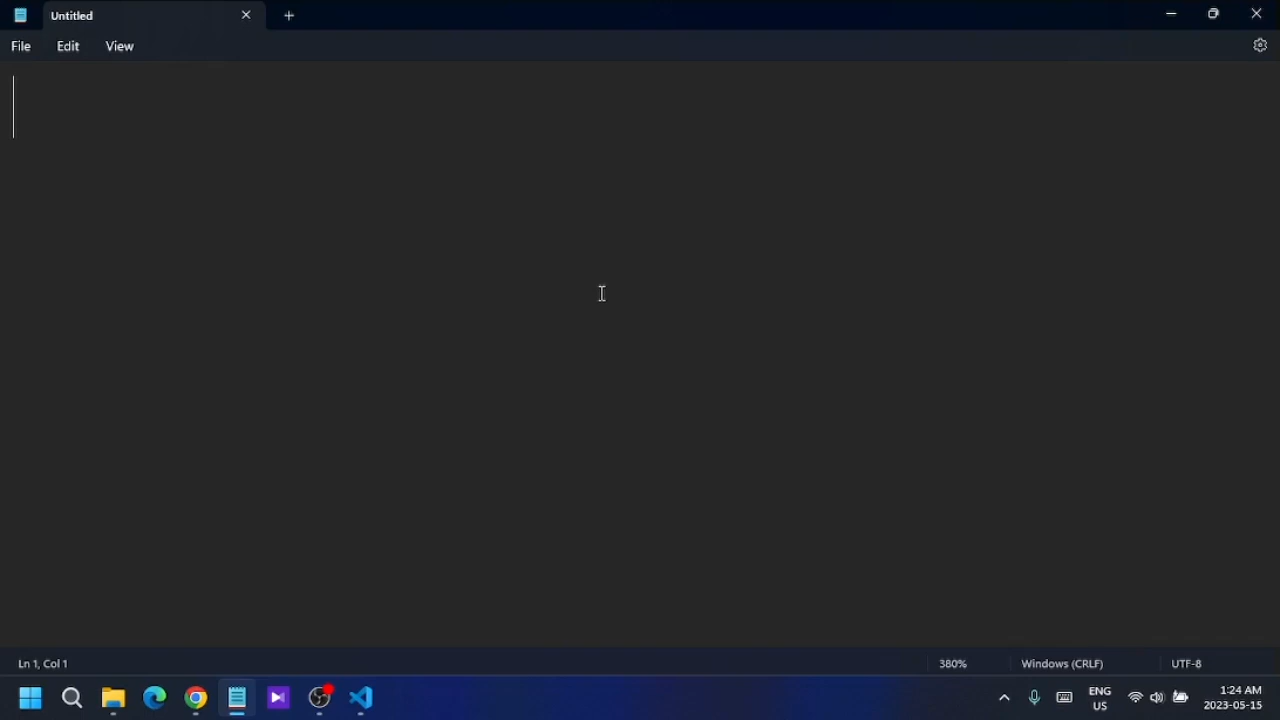 Untitled
File Edit View
Ln 1, Col 1 380% Windows (CRLF) UTF-8
ENG
US
1:24 AM
2023-05-15